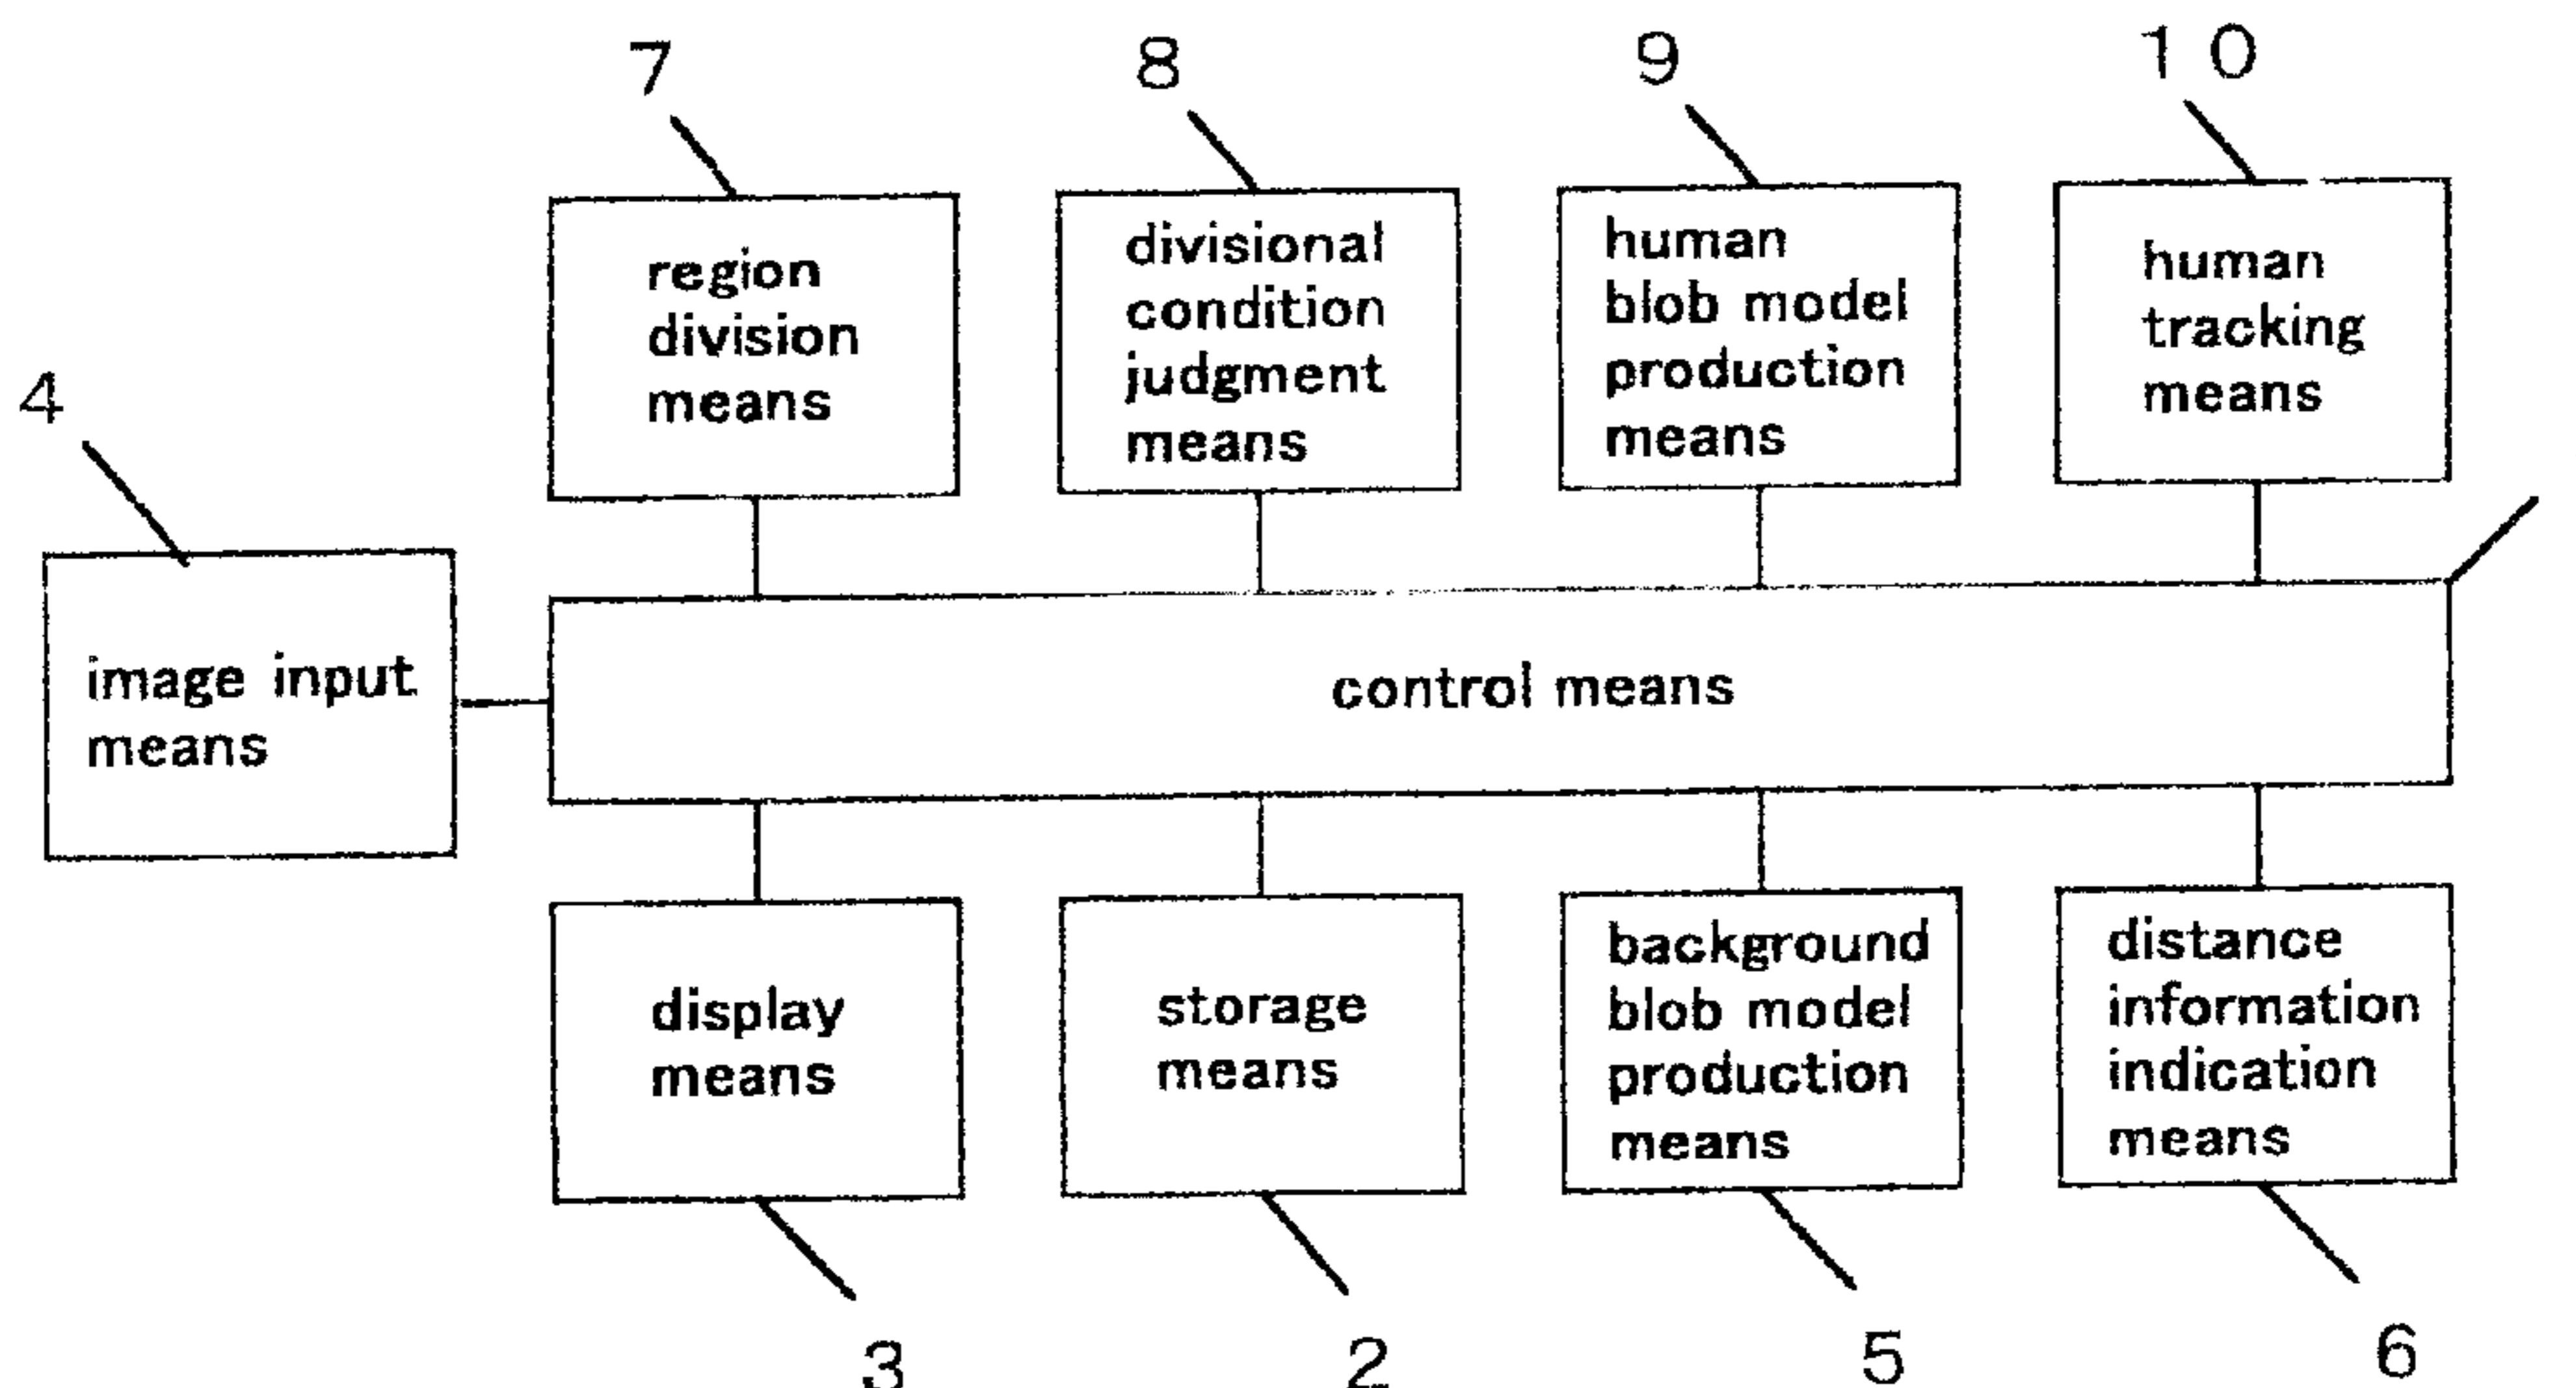 7
8
9
10
region
division
means
divisional
condition
judgment
means
human
blob model
production
means
human
tracking
means
4
image input
means
control means
display
means
storage
means
background
blob model
production
means
distance
information
indication
means
3
2
5
6